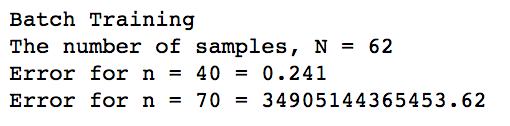 Batch Training
The number of samples, N = 62
Error for n = 40 = 0.241
Error for n = 70 = 34905144365453.62